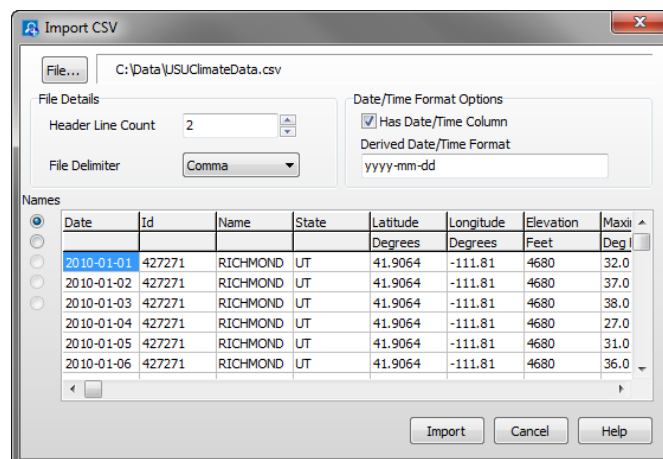 Import CSV
File... C:\Data\USUClimateData.csv
File Details
Header Line Count 2
File Delimiter Comma
Date/Time Format Options
Has Date/Time Column
Derived Date/Time Format
yyyy-mm-dd
Names
Date Id Name State Latitude Longitude Elevation Maxi
Degrees Degrees Feet Deg
2010-01-01 427271 RICHMOND UT 41.9064 -111.81 4680 32.0
2010-01-02 427271 RICHMOND UT 41.9064 -111.81 4680 37.0
2010-01-03 427271 RICHMOND UT 41.9064 -111.81 4680 38.0
2010-01-04 427271 RICHMOND UT 41.9064 -111.81 4680 27.0
2010-01-05 427271 RICHMOND UT 41.9064 -111.81 4680 31.0
2010-01-06 427271 RICHMOND UT 41.9064 -111.81 4680 36.0
Import Cancel Help